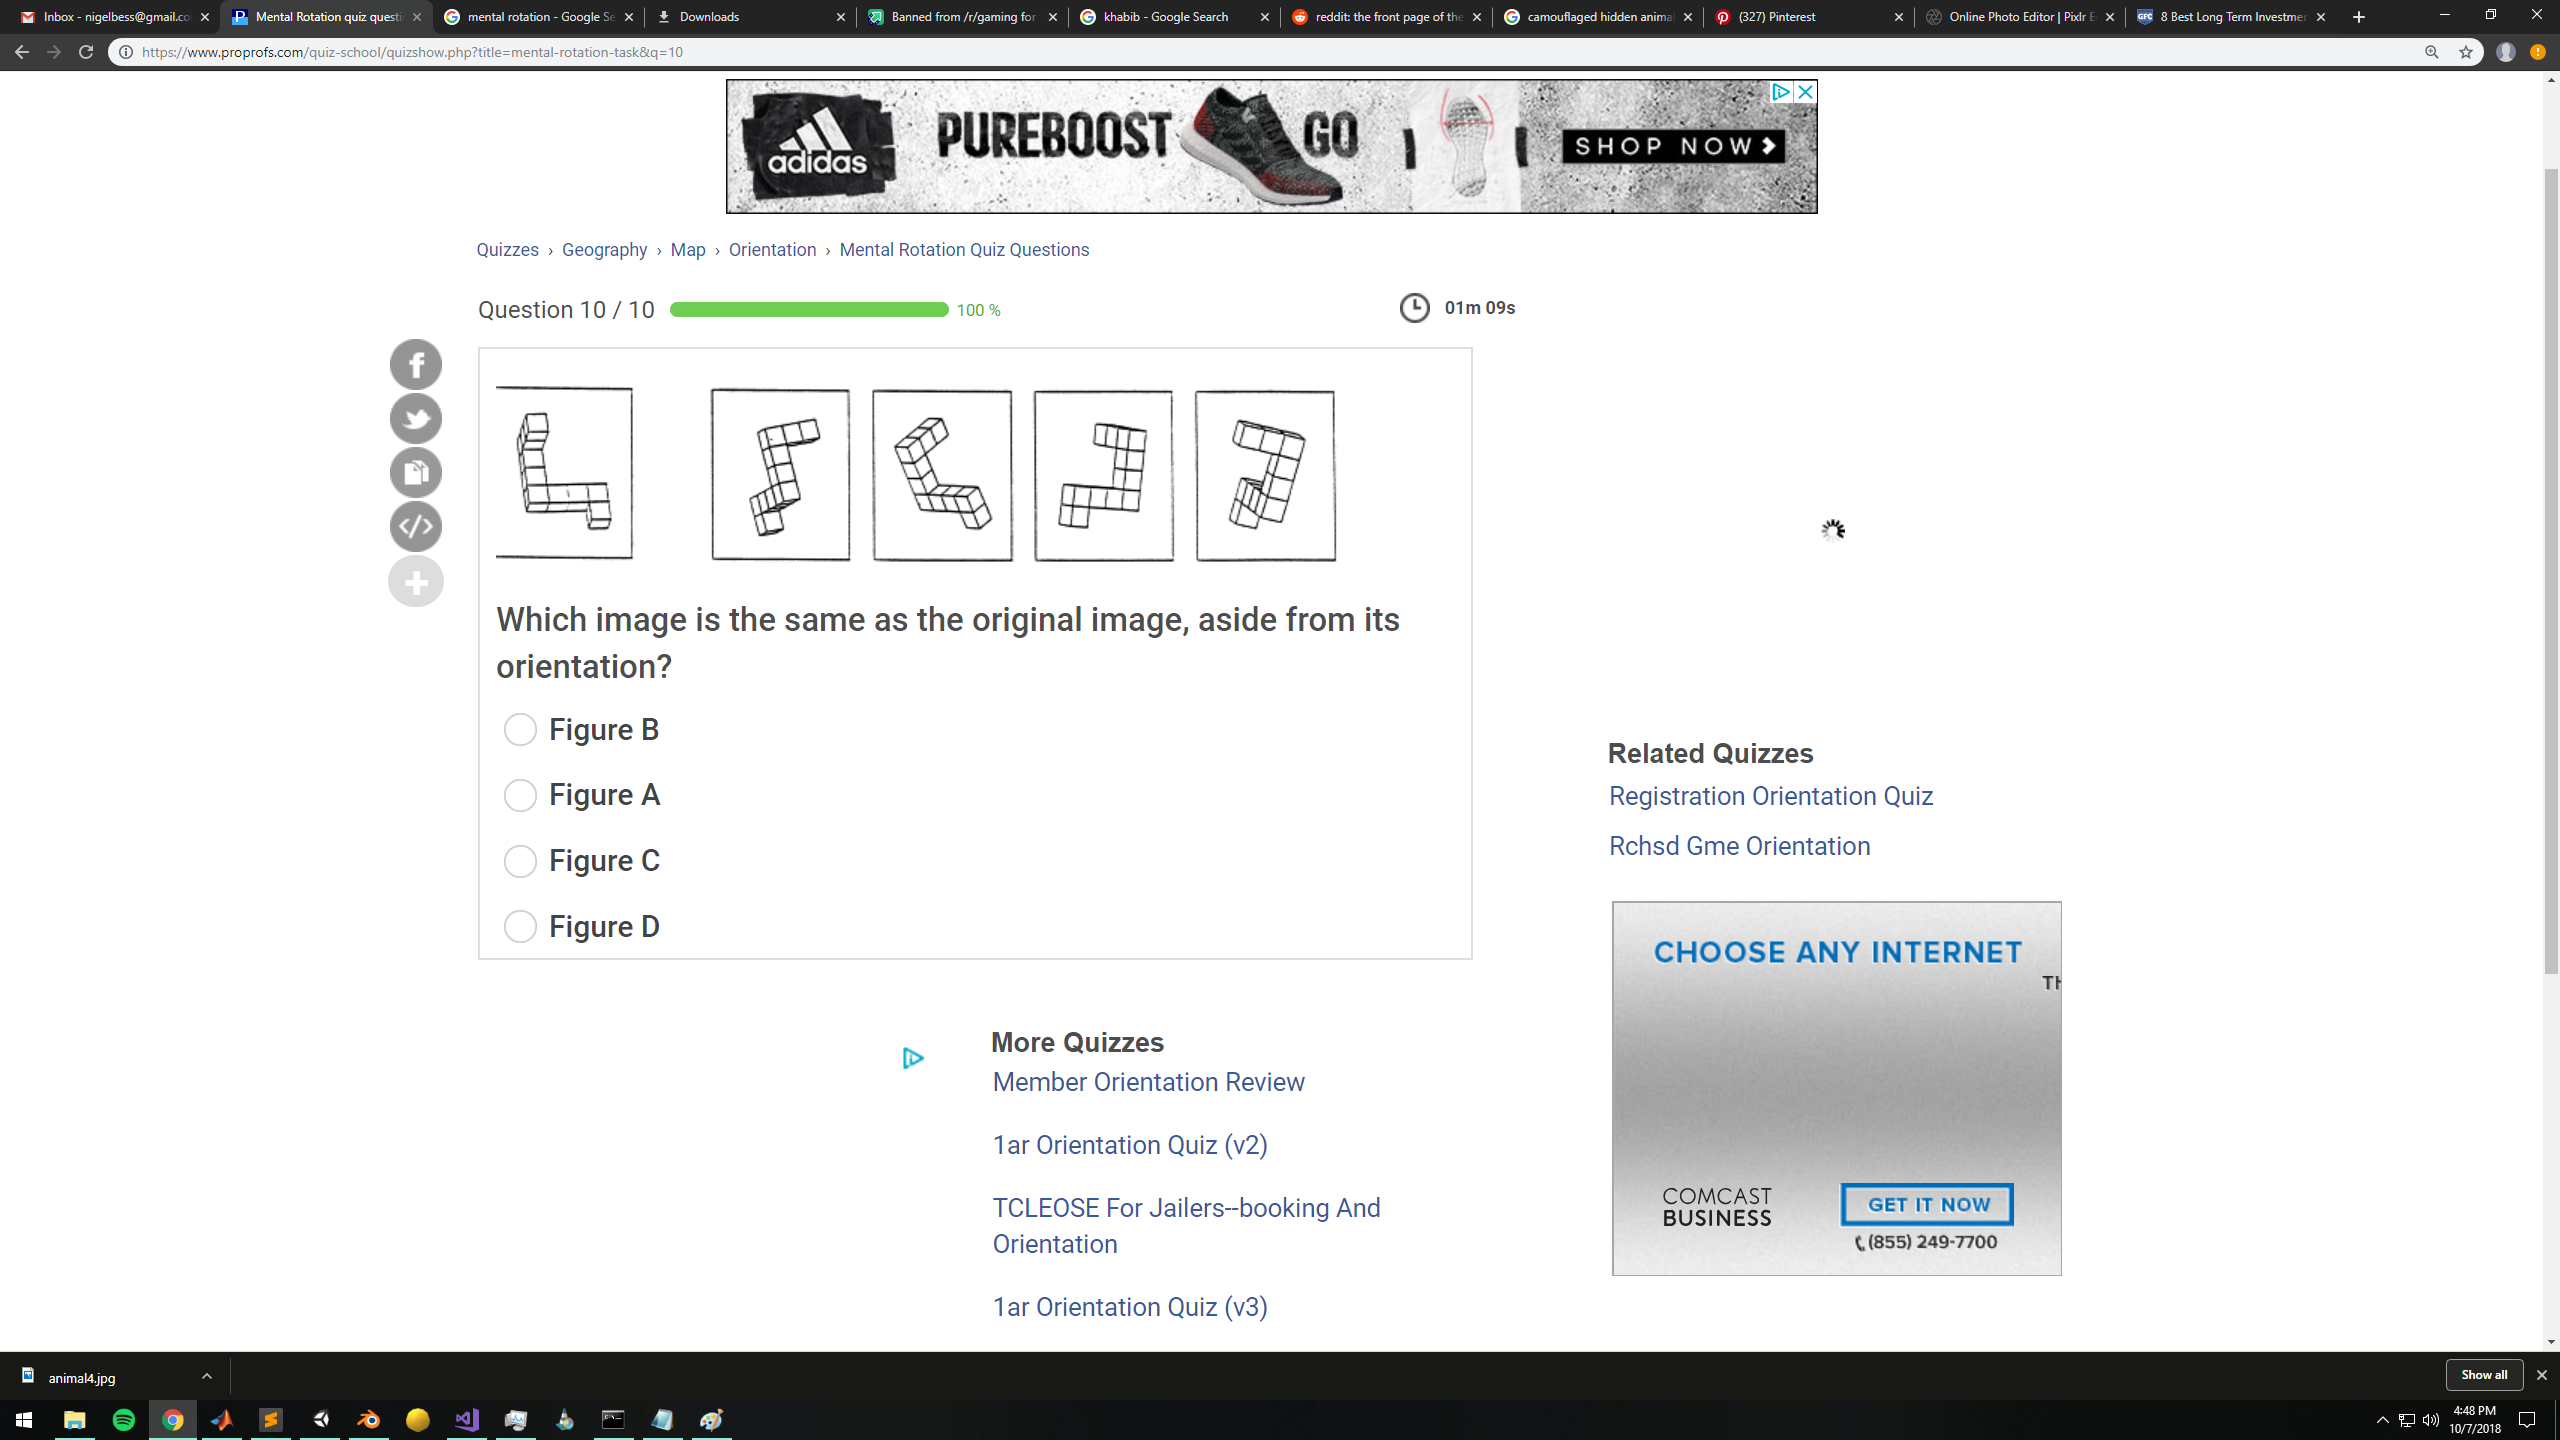 Inbox - nigelbess@gmail.co
Mental Rotation quiz questi
mental rotation - Google Se
Downloads
Banned from /r/gaming for
khabib - Google Search
reddit: the front page of the
camouflaged hidden animal
(327) Pinterest
Online Photo Editor | Pixlr E
GFC
8 Best Long Term Investmer
https://www.proprofs.com/quiz-school/quizshow.php?title=mental-rotation-task&q=10
adidas
PUREBOOST GO
SHOP NOW
Quizzes › Geography › Map › Orientation › Mental Rotation Quiz Questions
Question 10 / 10
100 %
01m 09s
Which image is the same as the original image, aside from its
orientation?
Figure B
Figure A
Figure C
Figure D
Related Quizzes
Registration Orientation Quiz
Rchsd Gme Orientation
CHOOSE ANY INTERNET
TH
COMCAST
BUSINESS
GET IT NOW
(855) 249-7700
More Quizzes
Member Orientation Review
1ar Orientation Quiz (v2)
TCLEOSE For Jailers--booking And
Orientation
1ar Orientation Quiz (v3)
animal4.jpg
Show all
4:48 PM
10/7/2018